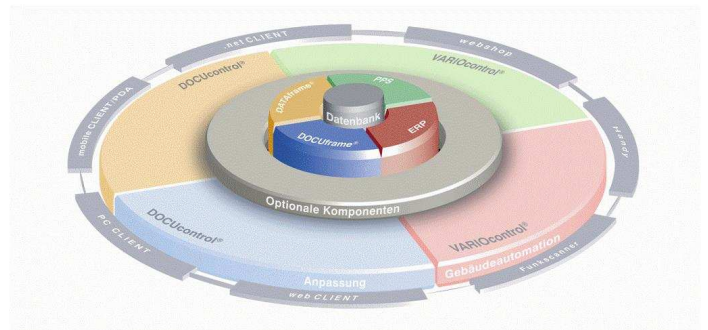 .net CLIENT
webshop
Handy
Funkscanner
web CLIENT
PC CLIENT
mobile CLIENT/PDA
DOCUcontrol®
VARIOcontrol®
DOCUcontrol®
VARIOcontrol®
Anpassung
Gebäudeautomation
Optionale Komponenten
DATAframe®
PPS
DOCUframe®
ERP
Datenbank